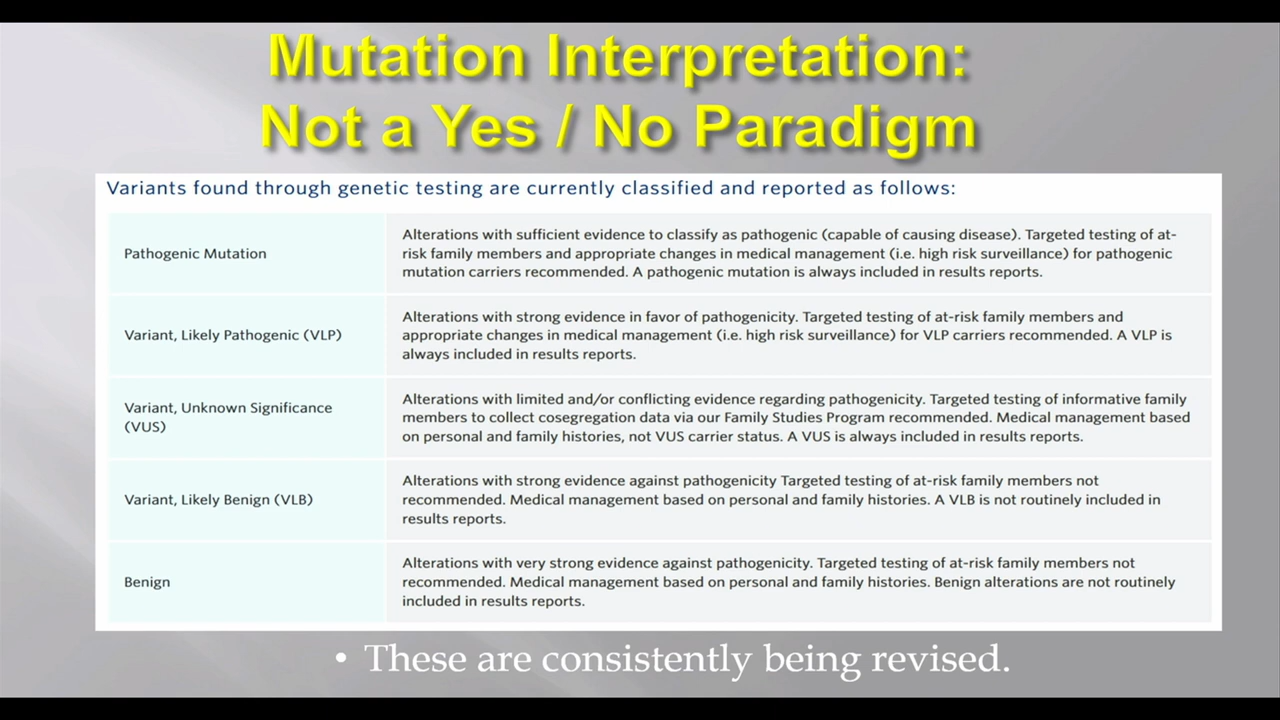 Mutation Interpretation:
Not a Yes / No Paradigm
Variants found through genetic testing are currently classified and reported as follows:
Pathogenic Mutation
Alterations with sufficient evidence to classify as pathogenic (capable of causing disease). Targeted testing of at-
risk family members and appropriate changes in medical management (i.e. high risk surveillance) for pathogenic
mutation carriers recommended. A pathogenic mutation is always included in results reports.
Variant, Likely Pathogenic (VLP)
Alterations with strong evidence in favor of pathogenicity. Targeted testing of at-risk family members and
appropriate changes in medical management (i.e. high risk surveillance) for VLP carriers recommended. A VLP is
always included in results reports.
Variant, Unknown Significance
(VUS)
Alterations with limited and/or conflicting evidence regarding pathogenicity. Targeted testing of informative family
members to collect cosegregation data via our Family Studies Program recommended. Medical management based
on personal and family histories, not VUS carrier status. A VUS is always included in results reports.
Variant, Likely Benign (VLB)
Alterations with strong evidence against pathogenicity Targeted testing of at-risk family members not
recommended. Medical management based on personal and family histories. A VLB is not routinely included in
results reports.
Benign
Alterations with very strong evidence against pathogenicity. Targeted testing of at-risk family members not
recommended. Medical management based on personal and family histories. Benign alterations are not routinely
included in results reports.
• These are consistently being revised.